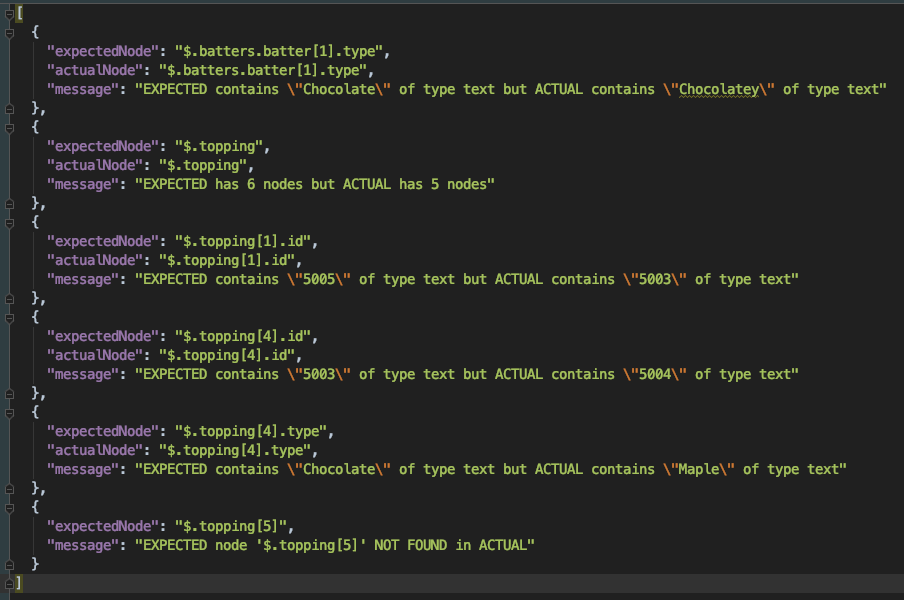 [
  {
    "expectedNode": "$.batters.batter[1].type",
    "actualNode": "$.batters.batter[1].type",
    "message": "EXPECTED contains \"Chocolate\" of type text but ACTUAL contains \"Chocolatey\" of type text"
  },
  {
    "expectedNode": "$.topping",
    "actualNode": "$.topping",
    "message": "EXPECTED has 6 nodes but ACTUAL has 5 nodes"
  },
  {
    "expectedNode": "$.topping[1].id",
    "actualNode": "$.topping[1].id",
    "message": "EXPECTED contains \"5005\" of type text but ACTUAL contains \"5003\" of type text"
  },
  {
    "expectedNode": "$.topping[4].id",
    "actualNode": "$.topping[4].id",
    "message": "EXPECTED contains \"5003\" of type text but ACTUAL contains \"5004\" of type text"
  },
  {
    "expectedNode": "$.topping[4].type",
    "actualNode": "$.topping[4].type",
    "message": "EXPECTED contains \"Chocolate\" of type text but ACTUAL contains \"Maple\" of type text"
  },
  {
    "expectedNode": "$.topping[5]",
    "message": "EXPECTED node '$.topping[5]' NOT FOUND in ACTUAL"
  }
]